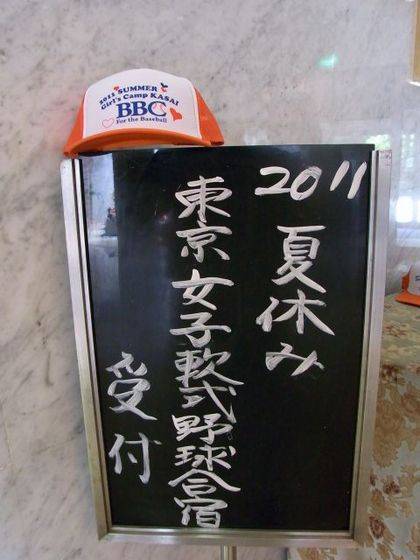 2011 SUMMER
Girl's Camp KASAI
BBC
For the Baseball
2011
夏休み
東京女子軟式野球合宿
受付